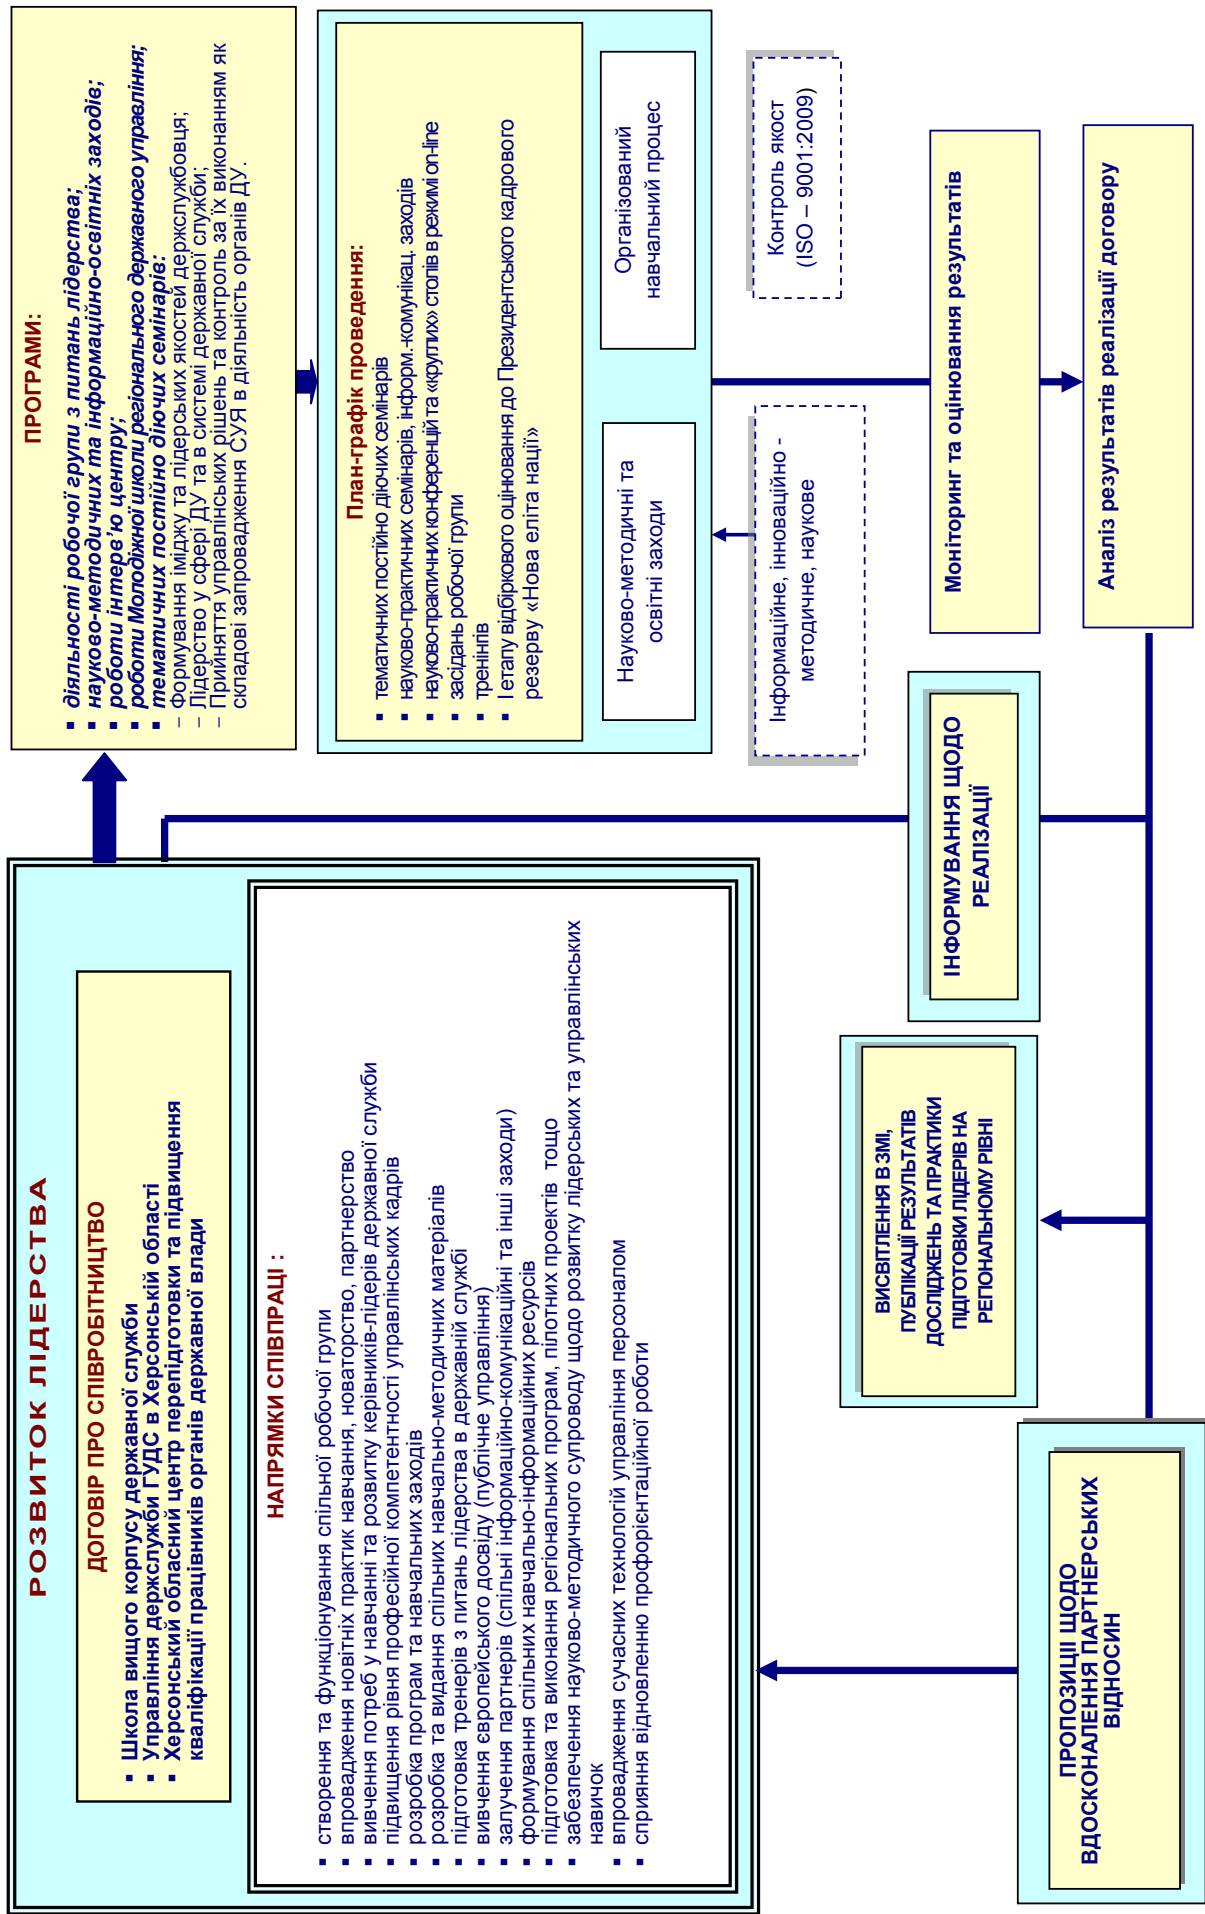 РОЗВИТОК ЛІДЕРСТВА
ДОГОВІР ПРО СПІВРОБІТНИЦТВО
▪ Школа вищого корпусу державної служби
▪ Управління держслужби ГУДС в Херсонській області
▪ Херсонський обласний центр перепідготовки та підвищення
кваліфікації працівників органів державної влади
НАПРЯМКИ СПІВПРАЦІ :
▪ створення та функціонування спільної робочої групи
▪ впровадження новітніх практик навчання, новаторство, партнерство
▪ вивчення потреб у навчанні та розвитку керівників-лідерів державної служби
▪ підвищення рівня професійної компетентності управлінських кадрів
▪ розробка програм та навчальних заходів
▪ розробка та видання спільних навчально-методичних матеріалів
▪ підготовка тренерів з питань лідерства в державній службі
▪ вивчення європейського досвіду (публічне управління)
▪ залучення партнерів (спільні інформаційно-комунікаційні та інші заходи)
▪ формування спільних навчально-інформаційних ресурсів
▪ підготовка та виконання регіональних програм, пілотних проектів тощо
▪ забезпечення науково-методичного супроводу щодо розвитку лідерських та управлінських
навичок
▪ впровадження сучасних технологій управління персоналом
▪ сприяння відновленню профорієнтаційної роботи
ПРОГРАМИ:
▪ діяльності робочої групи з питань лідерства;
▪ науково-методичних та інформаційно-освітніх заходів;
▪ роботи інтерв'ю центру;
▪ роботи Молодіжної школи регіонального державного управління;
▪ тематичних постійно діючих семінарів:
– Формування іміджу та лідерських якостей держслужбовця;
– Лідерство у сфері ДУ та в системі державної служби;
– Прийняття управлінських рішень та контроль за їх виконанням як
складові запровадження СУЯ в діяльність органів ДУ.
План-графік проведення:
▪ тематичних постійно діючих семінарів
▪ науково-практичних семінарів, інформ.-комунікац. заходів
▪ науково-практичних конференцій та «круглих» столів в режимі on-line
▪ засідань робочої групи
▪ тренінгів
▪ І етапу відбіркового оцінювання до Президентського кадрового
резерву «Нова еліта нації»
Науково-методичні та
освітні заходи
Організований
навчальний процес
Інформаційне, інноваційно -
методичне, наукове
Контроль якост
(ISO – 9001:2009)
Моніторинг та оцінювання результатів
Аналіз результатів реалізації договору
ІНФОРМУВАННЯ ЩОДО
РЕАЛІЗАЦІЇ
ВИСВІТЛЕННЯ В ЗМІ,
ПУБЛІКАЦІЇ РЕЗУЛЬТАТІВ
ДОСЛІДЖЕНЬ ТА ПРАКТИКИ
ПІДГОТОВКИ ЛІДЕРІВ НА
РЕГІОНАЛЬНОМУ РІВНІ
ПРОПОЗИЦІЇ ЩОДО
ВДОСКОНАЛЕННЯ ПАРТНЕРСЬКИХ
ВІДНОСИН